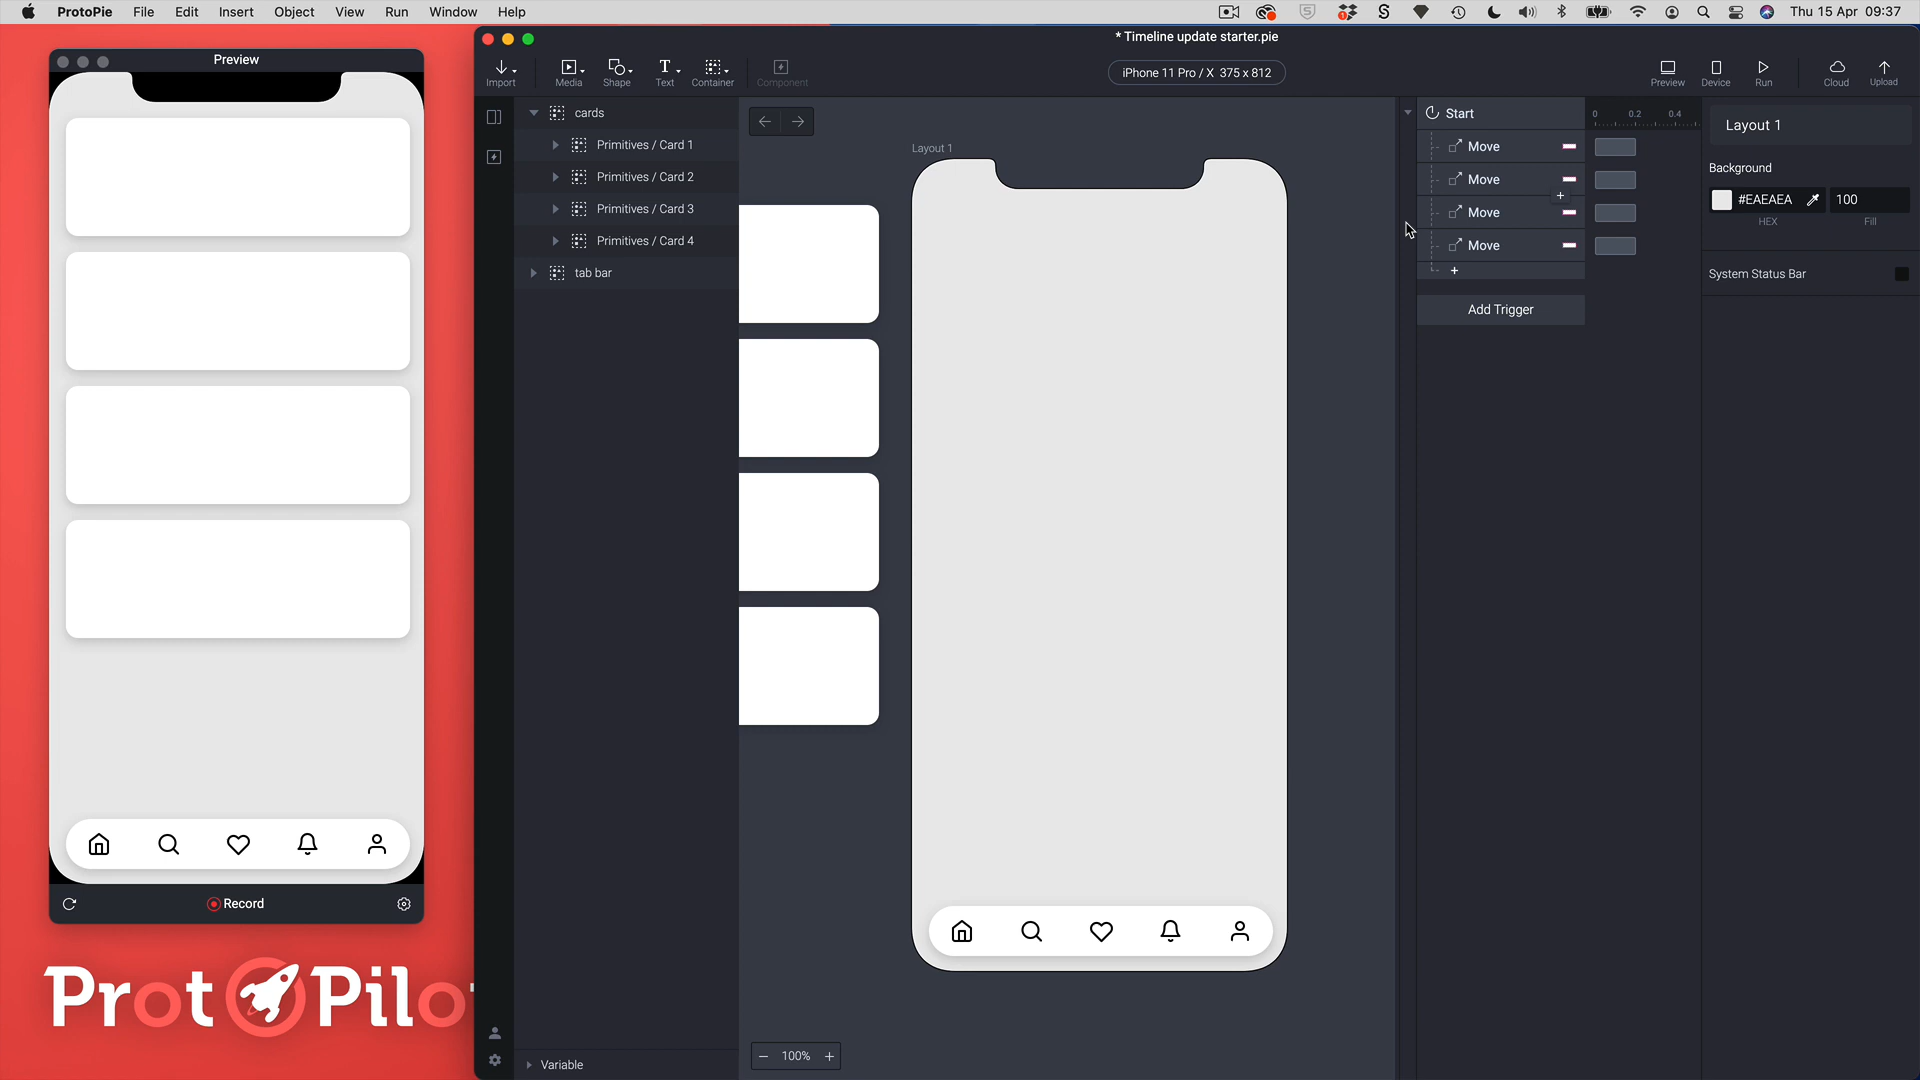 ProtoPie File Edit Insert Object View Run Window Help Thu 15 Apr 09:37
Preview
* Timeline update starter.pie
Import Media Shape Text Container Component
iPhone 11 Pro / X 375 x 812
Preview Device Run Cloud Upload
cards
Primitives / Card 1
Primitives / Card 2
Primitives / Card 3
Primitives / Card 4
tab bar
Layout 1
Start
0 0.2 0.4
Move
Move
Move
Move
Add Trigger
Layout 1
Background
#EAEAEA 100
HEX Fill
System Status Bar
Record
ProtoPilo
100%
Variable